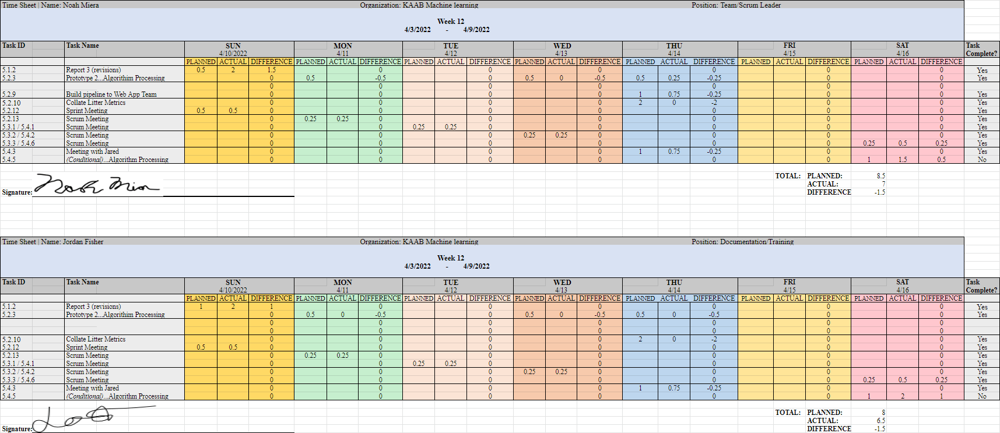 Time Sheet | Name: Noah Miera Organization: KAAB Machine learning Position: Team/Scrum Leader
Week 12
4/3/2022 - 4/9/2022
Task ID Task Name SUN MON TUE WED THU FRI SAT Task
4/10/2022 4/11 4/12 4/13 4/14 4/15 4/16 Complete?
PLANNED ACTUAL DIFFERENCE PLANNED ACTUAL DIFFERENCE PLANNED ACTUAL DIFFERENCE PLANNED ACTUAL DIFFERENCE PLANNED ACTUAL DIFFERENCE PLANNED ACTUAL DIFFERENCE PLANNED ACTUAL DIFFERENCE
5.1.2 Report 3 (revisions) 0.5 2 1.5 0 0 0 0 0 0 Yes
5.2.3 Prototype 2...Algorithim Processing 0 0.5 -0.5 0 0.5 0 -0.5 0.5 0.25 -0.25 0 0 Yes
0 0 0 0 0 0 0
5.2.9 Build pipeline to Web App Team 0 0 0 0 1 0.75 -0.25 0 0 Yes
5.2.10 Collate Litter Metrics 0 0 0 0 2 0 -2 0 0 Yes
5.2.12 Sprint Meeting 0.5 0.5 0 0 0 0 0 0 0 Yes
5.2.13 Scrum Meeting 0 0.25 0.25 0 0 0 0 0 0 Yes
5.3.1 / 5.4.1 Scrum Meeting 0 0 0.25 0.25 0 0 0 0 0 Yes
5.3.2 / 5.4.2 Scrum Meeting 0 0 0 0.25 0.25 0 0 0 0 Yes
5.3.3 / 5.4.6 Scrum Meeting 0 0 0 0 0 0 0.25 0.5 0.25 Yes
5.4.3 Meeting with Jared 0 0 0 0 1 0.75 -0.25 0 0 Yes
5.4.5 (Conditional)...Algorithm Processing 0 0 0 0 0 0 1 1.5 0.5 No
TOTAL: PLANNED: 8.5
ACTUAL: 7
Signature: Noah Miera DIFFERENCE -1.5
Time Sheet | Name: Jordan Fisher Organization: KAAB Machine learning Position: Documentation/Training
Week 12
4/3/2022 - 4/9/2022
Task ID Task Name SUN MON TUE WED THU FRI SAT Task
4/10/2022 4/11 4/12 4/13 4/14 4/15 4/16 Complete?
PLANNED ACTUAL DIFFERENCE PLANNED ACTUAL DIFFERENCE PLANNED ACTUAL DIFFERENCE PLANNED ACTUAL DIFFERENCE PLANNED ACTUAL DIFFERENCE PLANNED ACTUAL DIFFERENCE PLANNED ACTUAL DIFFERENCE
5.1.2 Report 3 (revisions) 1 2 1 0 0 0 0 0 0 Yes
5.2.3 Prototype 2...Algorithim Processing 0 0.5 0 -0.5 0 0.5 0 -0.5 0.5 0 -0.5 0 0 Yes
0 0 0 0 0 0 0
0 0 0 0 0 0 0
5.2.10 Collate Litter Metrics 0 0 0 0 2 0 -2 0 0 Yes
5.2.12 Sprint Meeting 0.5 0.5 0 0 0 0 0 0 0 Yes
5.2.13 Scrum Meeting 0 0.25 0.25 0 0 0 0 0 0 Yes
5.3.1 / 5.4.1 Scrum Meeting 0 0 0.25 0.25 0 0 0 0 0 Yes
5.3.2 / 5.4.2 Scrum Meeting 0 0 0 0.25 0.25 0 0 0 0 Yes
5.3.3 / 5.4.6 Scrum Meeting 0 0 0 0 0 0 0.25 0.5 0.25 Yes
5.4.3 Meeting with Jared 0 0 0 0 1 0.75 -0.25 0 0 Yes
5.4.5 (Conditional)...Algorithm Processing 0 0 0 0 0 0 1 2 1 No
TOTAL: PLANNED: 8
ACTUAL: 6.5
Signature: DIFFERENCE -1.5